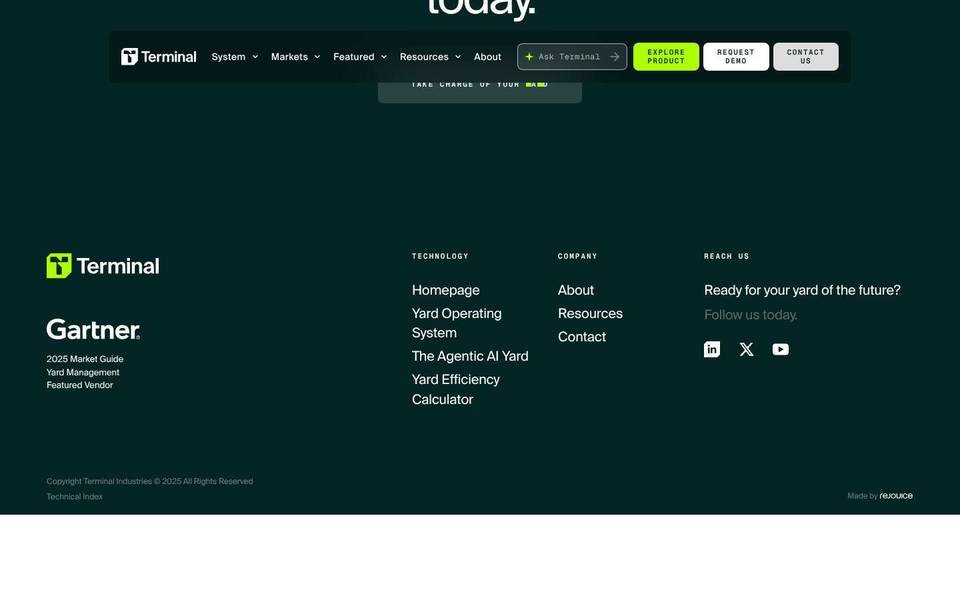 today.
Terminal
System
Markets
Featured
Resources
About
Ask Terminal
EXPLORE
PRODUCT
REQUEST
DEMO
CONTACT
US
TAKE CHARGE OF YOUR
Terminal
Gartner
2025 Market Guide
Yard Management
Featured Vendor
TECHNOLOGY
Homepage
Yard Operating
System
The Agentic AI Yard
Yard Efficiency
Calculator
COMPANY
About
Resources
Contact
REACH US
Ready for your yard of the future?
Follow us today.
in
Copyright Terminal Industries © 2025 All Rights Reserved
Technical Index
Made by rejouice